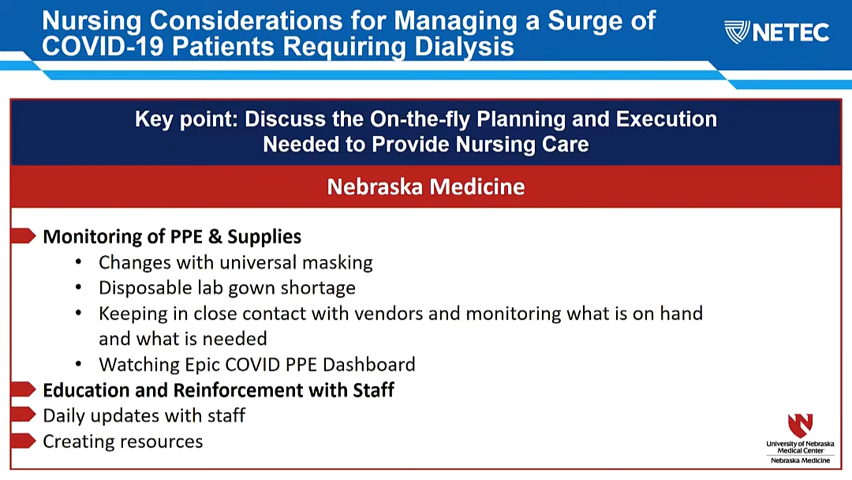 Nursing Considerations for Managing a Surge of
COVID-19 Patients Requiring Dialysis
NETEC
Key point: Discuss the On-the-fly Planning and Execution
Needed to Provide Nursing Care
Nebraska Medicine
Monitoring of PPE & Supplies
• Changes with universal masking
• Disposable lab gown shortage
• Keeping in close contact with vendors and monitoring what is on hand
and what is needed
• Watching Epic COVID PPE Dashboard
Education and Reinforcement with Staff
Daily updates with staff
Creating resources
N
University of Nebraska
Medical Center
Nebraska Medicine